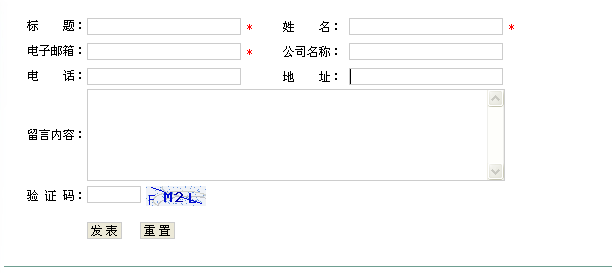 标 题： * 姓 名： *
电子邮箱： * 公司名称：
电 话： 地 址：
留言内容：
验 证 码： F M2L
发表 重置